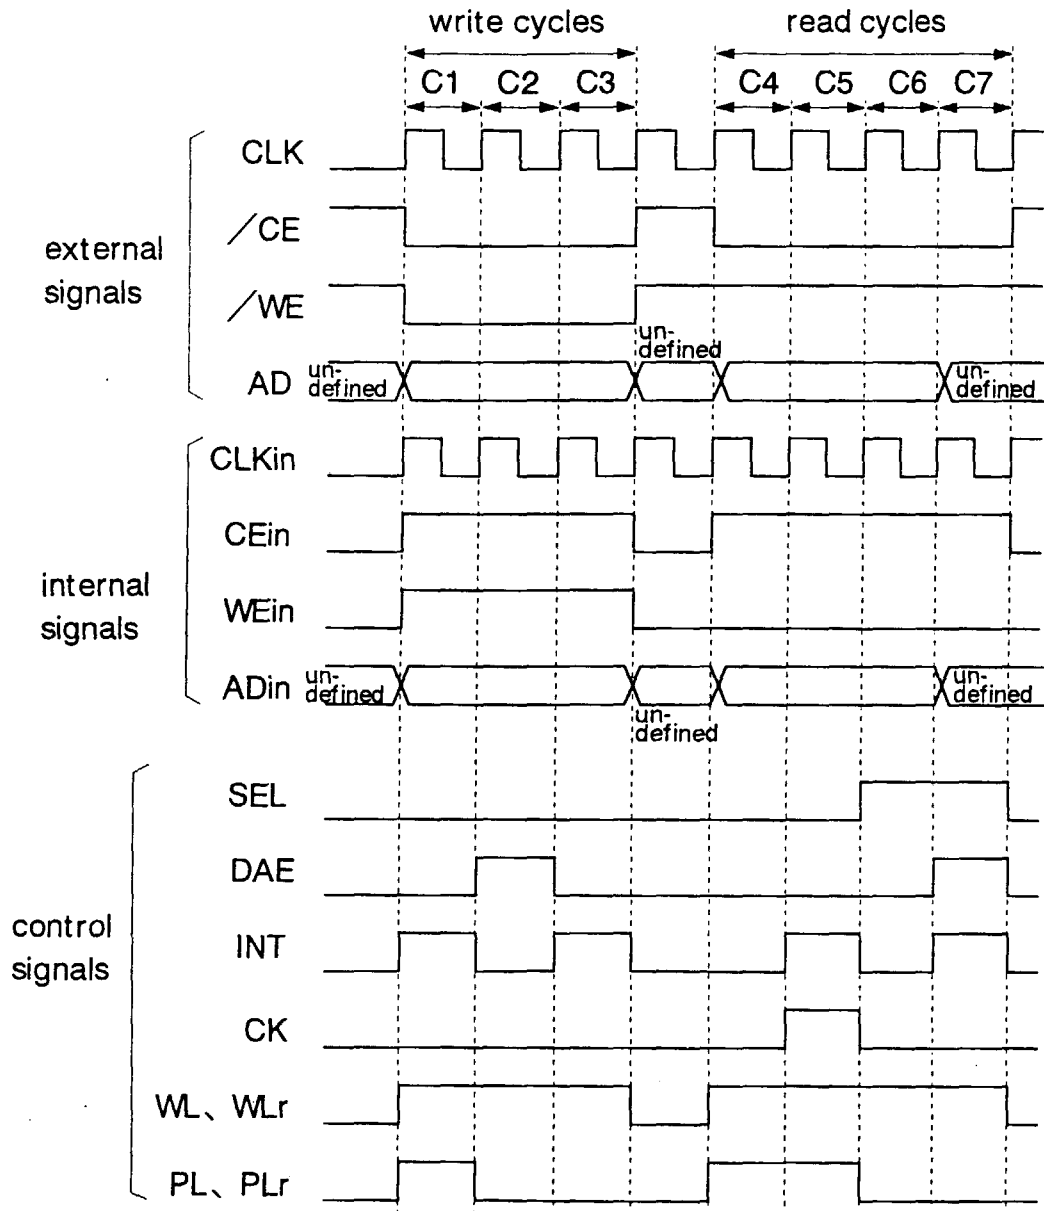 write cycles read cycles
C1 C2 C3 C4 C5 C6 C7
CLK
/CE
external
signals
/WE
un-
defined
AD un-
defined
un-
defined
CLKin
CEin
internal
signals
WEin
ADin un-
defined
un-
defined
un-
defined
SEL
DAE
control
signals
INT
CK
WL、WLr
PL、PLr